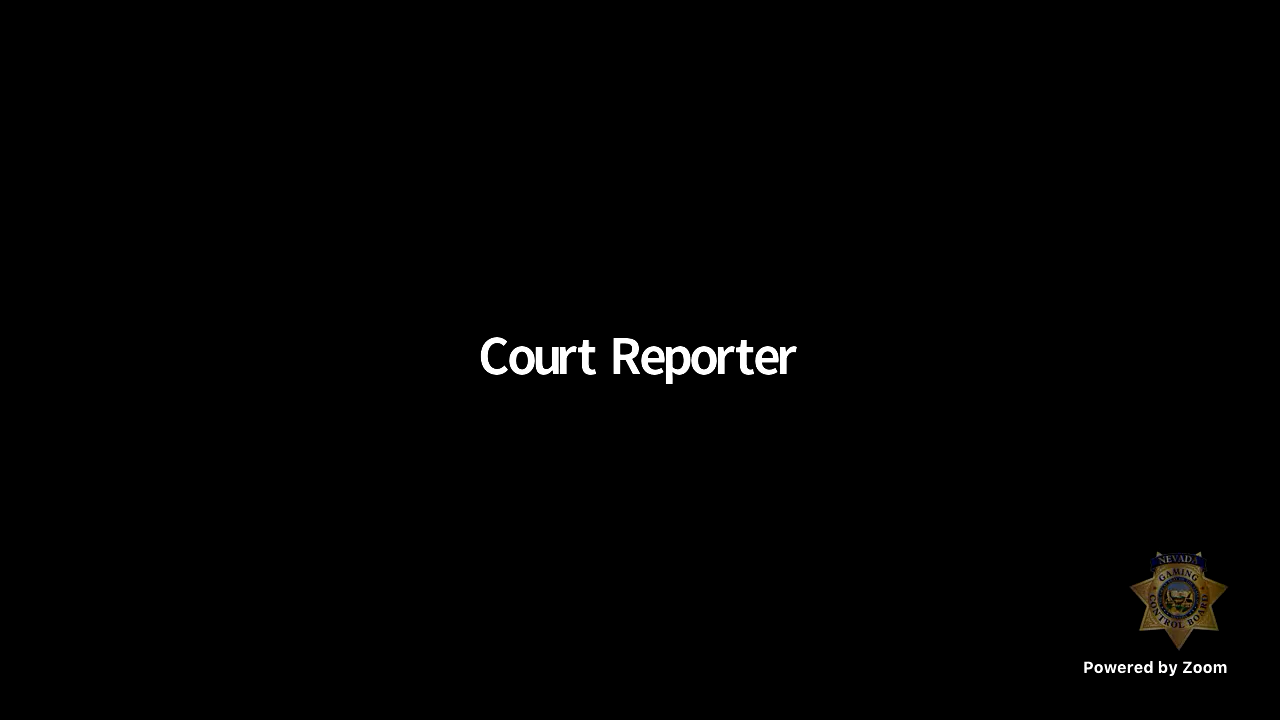 Court Reporter
NEVADA
GAMING
CONTROL BOARD
Powered by Zoom